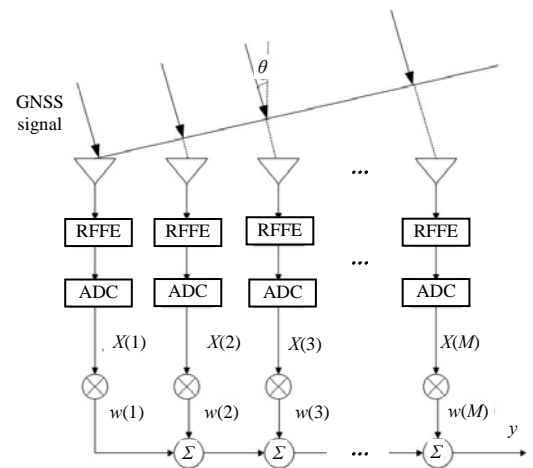 θ
GNSS
signal
...
RFFE RFFE RFFE RFFE
...
ADC ADC ADC ADC
X(1) X(2) X(3) X(M)
w(1) w(2) w(3) w(M)
y
Σ Σ ... Σ